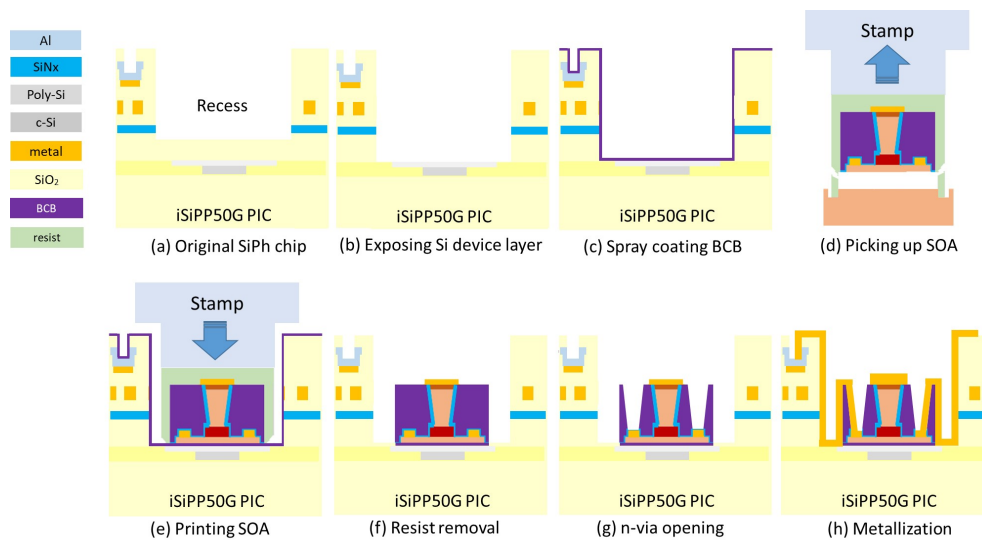 Al
SiNx
Poly-Si
c-Si
metal
SiO₂
BCB
resist
Recess
iSiPP50G PIC
(a) Original SiPh chip
iSiPP50G PIC
(b) Exposing Si device layer
iSiPP50G PIC
(c) Spray coating BCB
Stamp
(d) Picking up SOA
Stamp
iSiPP50G PIC
(e) Printing SOA
iSiPP50G PIC
(f) Resist removal
iSiPP50G PIC
(g) n-via opening
iSiPP50G PIC
(h) Metallization